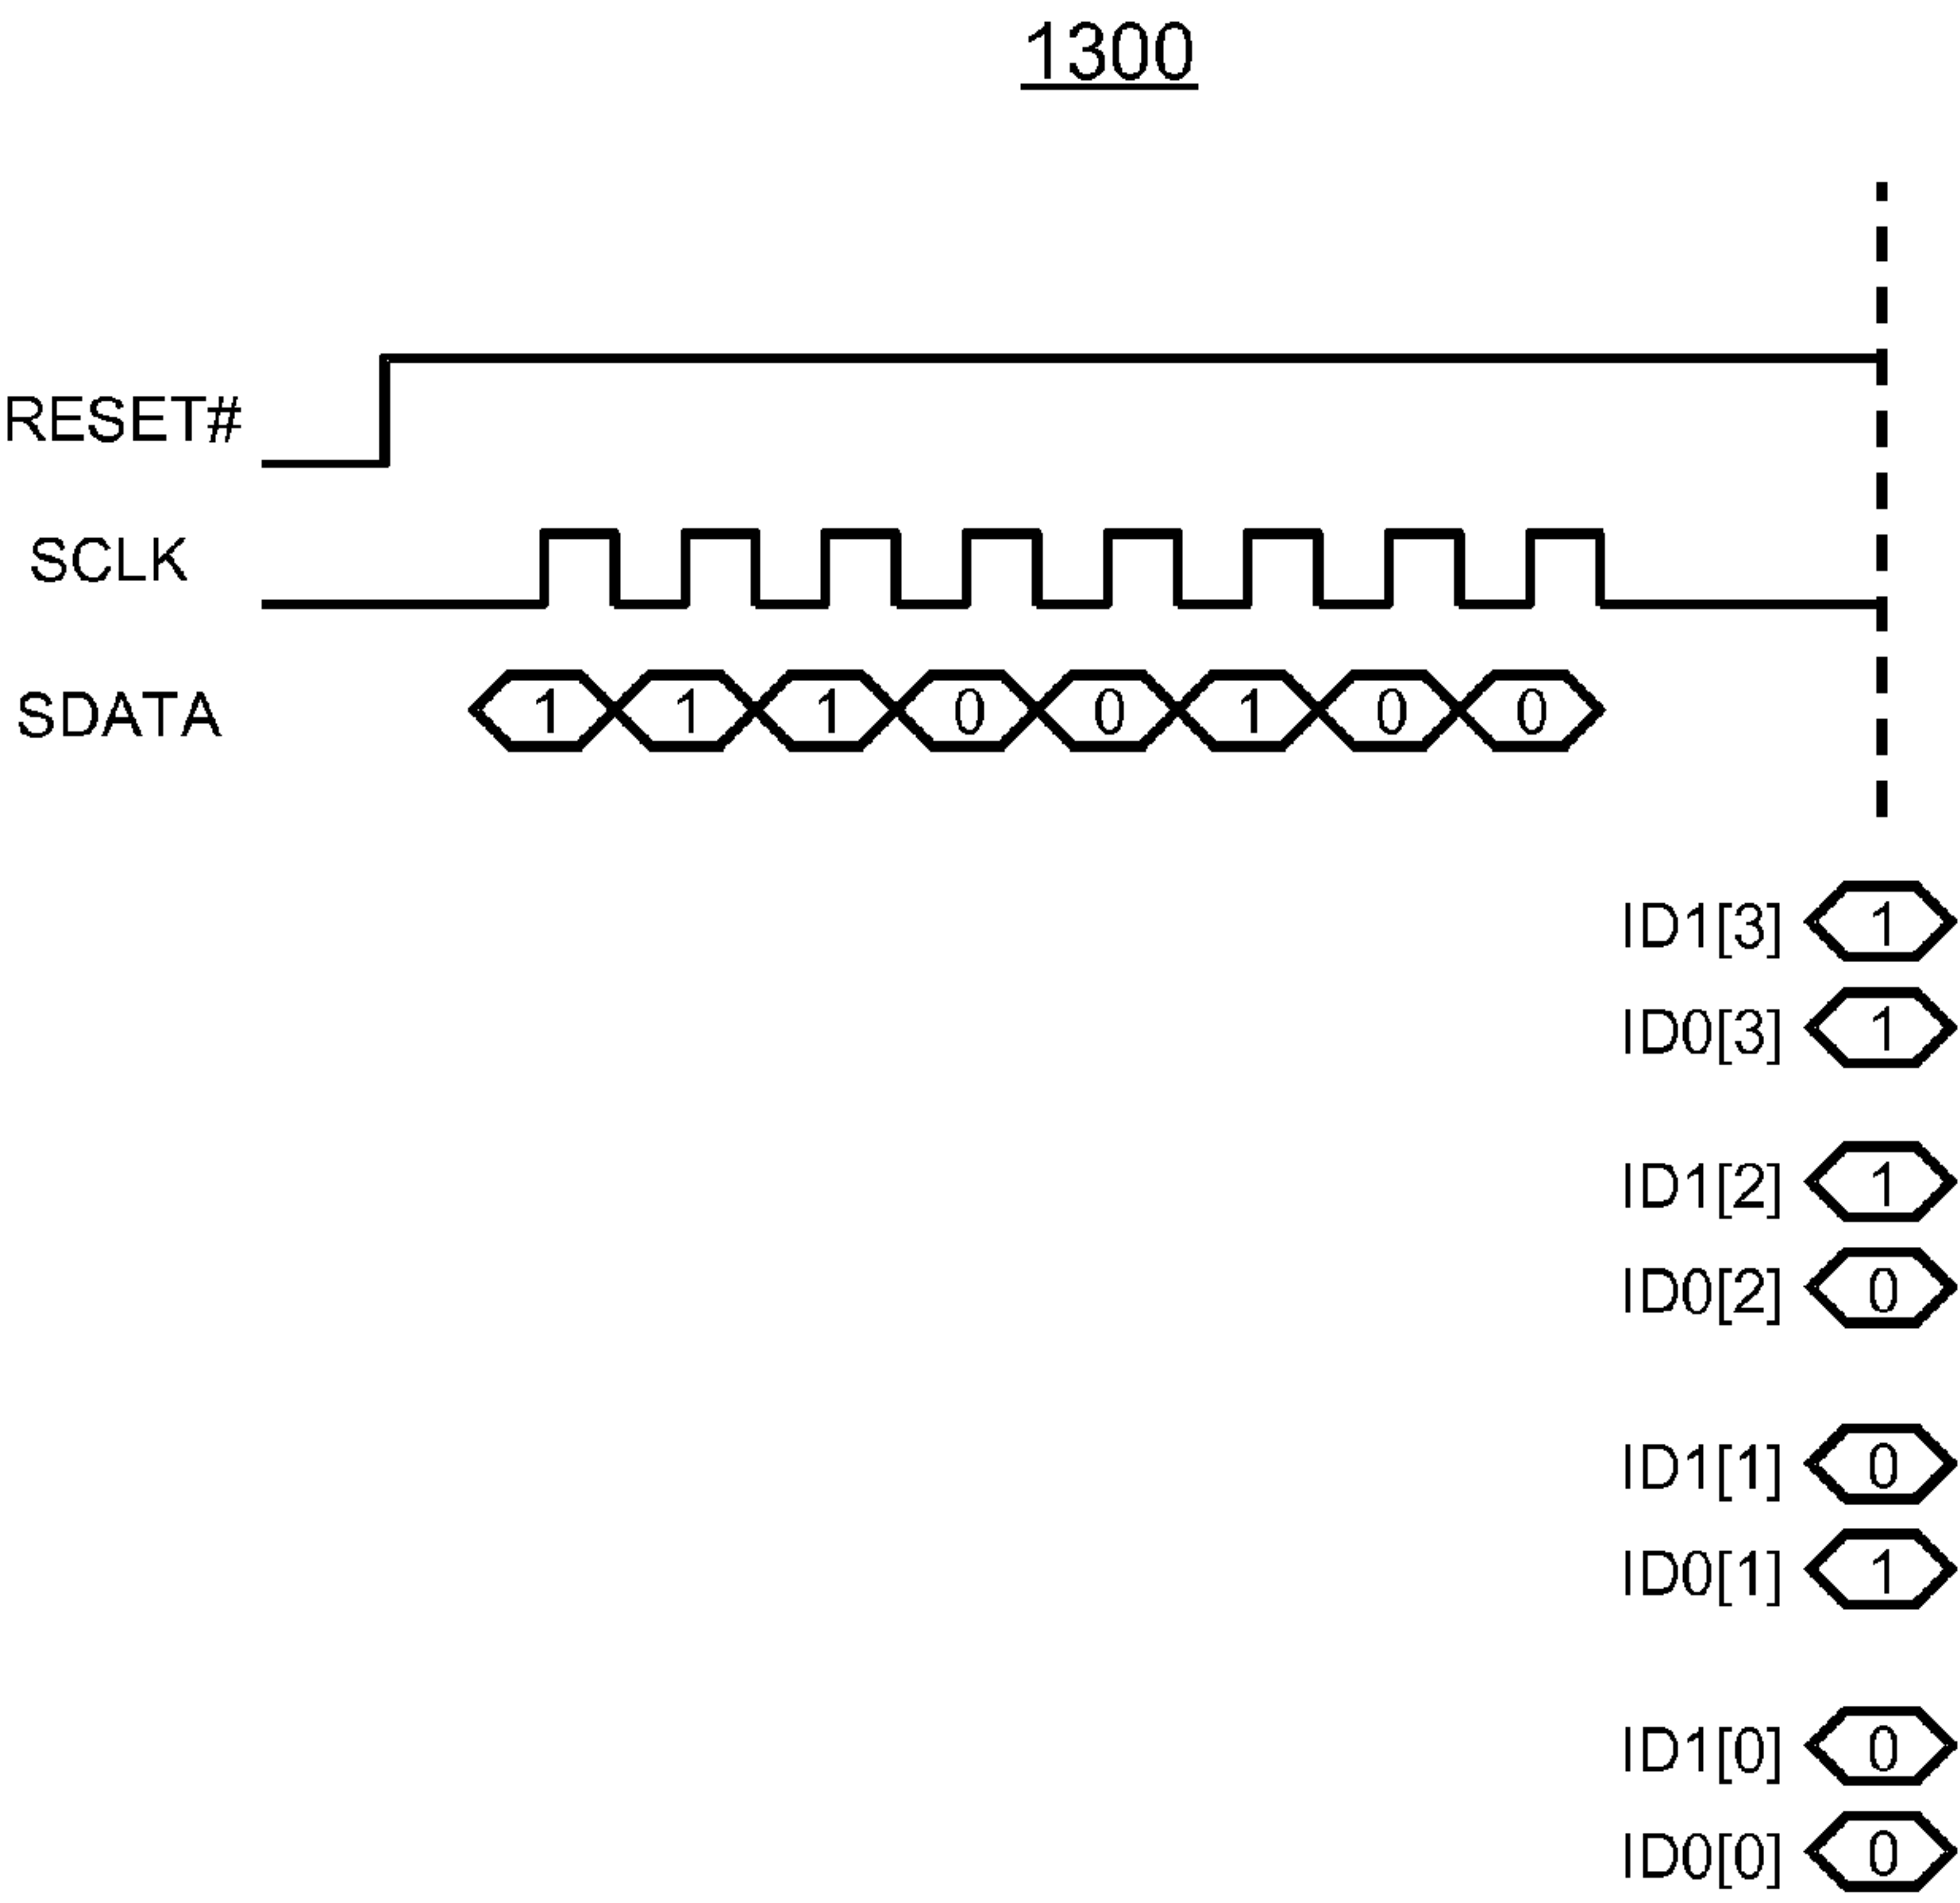 1300
RESET#
SCLK
SDATA 1 1 1 0 0 1 0 0
ID1[3] 1
ID0[3] 1
ID1[2] 1
ID0[2] 0
ID1[1] 0
ID0[1] 1
ID1[0] 0
ID0[0] 0